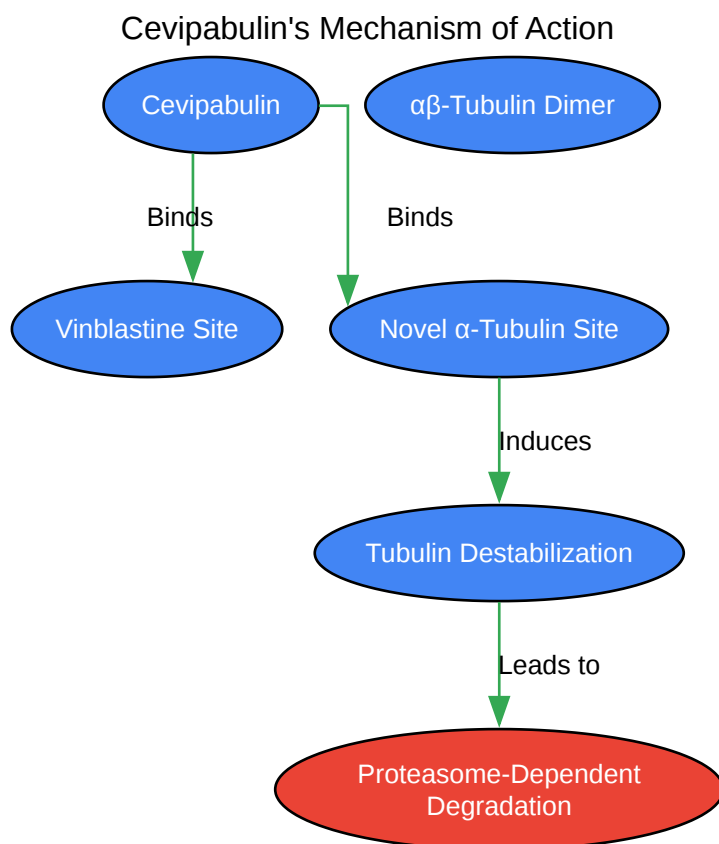 Cevipabulin's Mechanism of Action
Cevipabulin
αβ-Tubulin Dimer
Binds
Binds
Vinblastine Site
Novel α-Tubulin Site
Induces
Tubulin Destabilization
Leads to
Proteasome-Dependent
Degradation